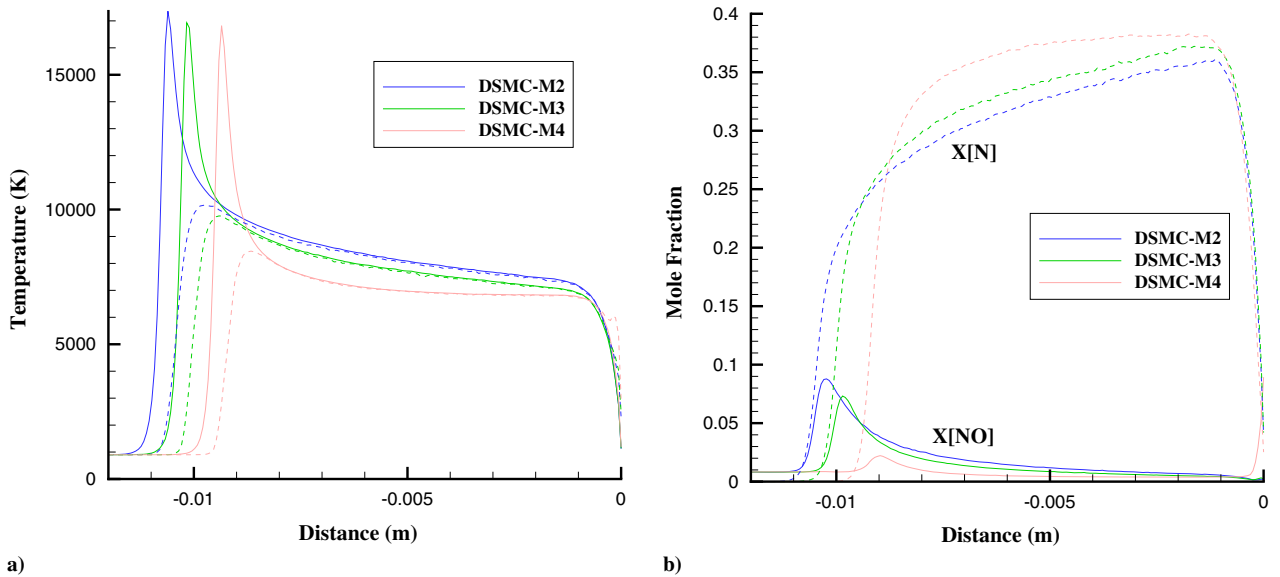 15000
10000
5000
0
Temperature (K)
DSMC-M2
DSMC-M3
DSMC-M4
-0.01
-0.005
0
Distance (m)
a)
0.4
0.35
0.3
0.25
0.2
0.15
0.1
0.05
0
Mole Fraction
X[N]
DSMC-M2
DSMC-M3
DSMC-M4
X[NO]
-0.01
-0.005
0
Distance (m)
b)